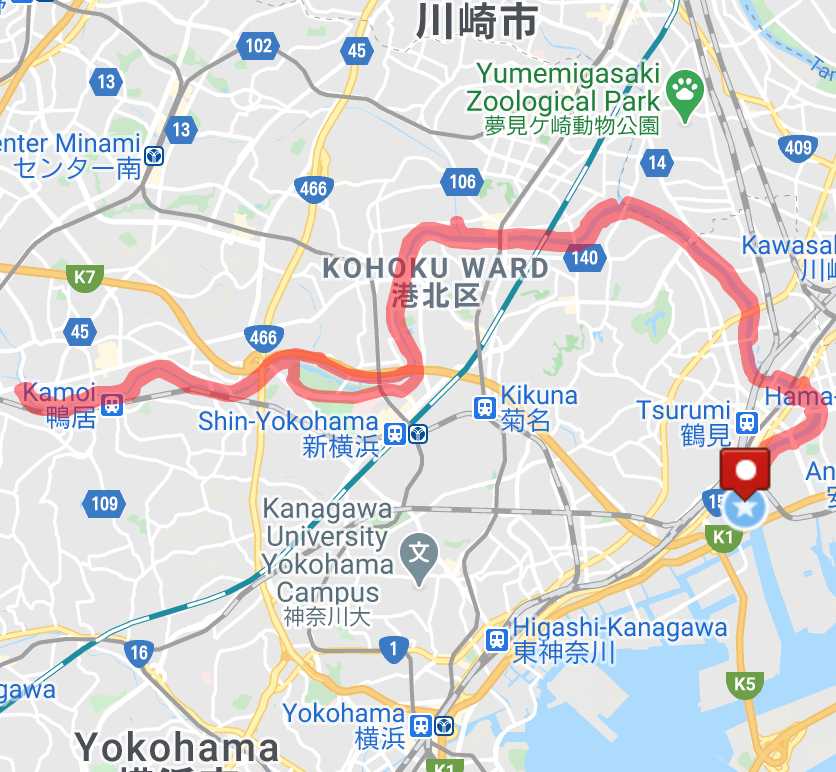 川崎市
102
45
13
Yumemigasaki
Zoological Park
夢見ケ崎動物公園
13
enter Minami
センター南
409
14
106
466
Kawasa
川
KOHOKU WARD
港北区
140
K7
45
466
Kamoi
鴨居
Hama-
Kikuna
菊名
Tsurumi
鶴見
Shin-Yokohama
新横浜
An
15
109
K1
Kanagawa
University
Yokohama
Campus
神奈川大
文
Higashi-Kanagawa
東神奈川
1
16
gawa
K5
Yokohama
横浜
Yokohama
K1